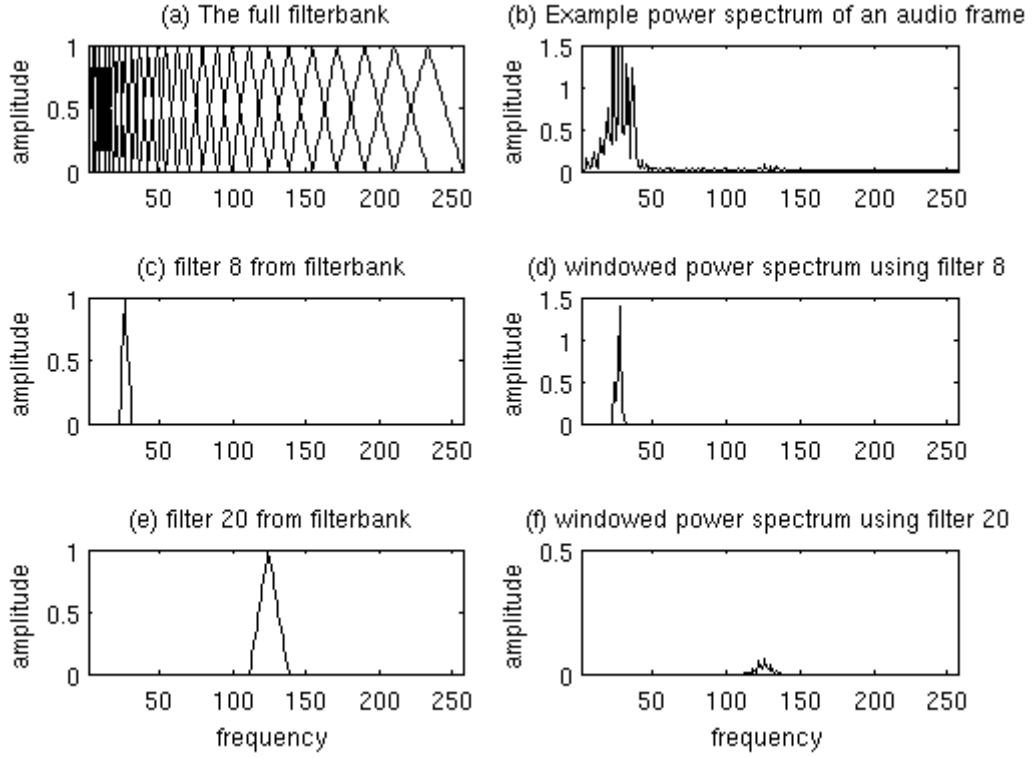 (a) The full filterbank
amplitude
1
0.5
0
50 100 150 200 250
(b) Example power spectrum of an audio frame
amplitude
1.5
1
0.5
0
50 100 150 200 250
(c) filter 8 from filterbank
amplitude
1
0.5
0
50 100 150 200 250
(d) windowed power spectrum using filter 8
amplitude
1.5
1
0.5
0
50 100 150 200 250
(e) filter 20 from filterbank
amplitude
1
0.5
0
50 100 150 200 250
frequency
(f) windowed power spectrum using filter 20
amplitude
0.5
0
50 100 150 200 250
frequency